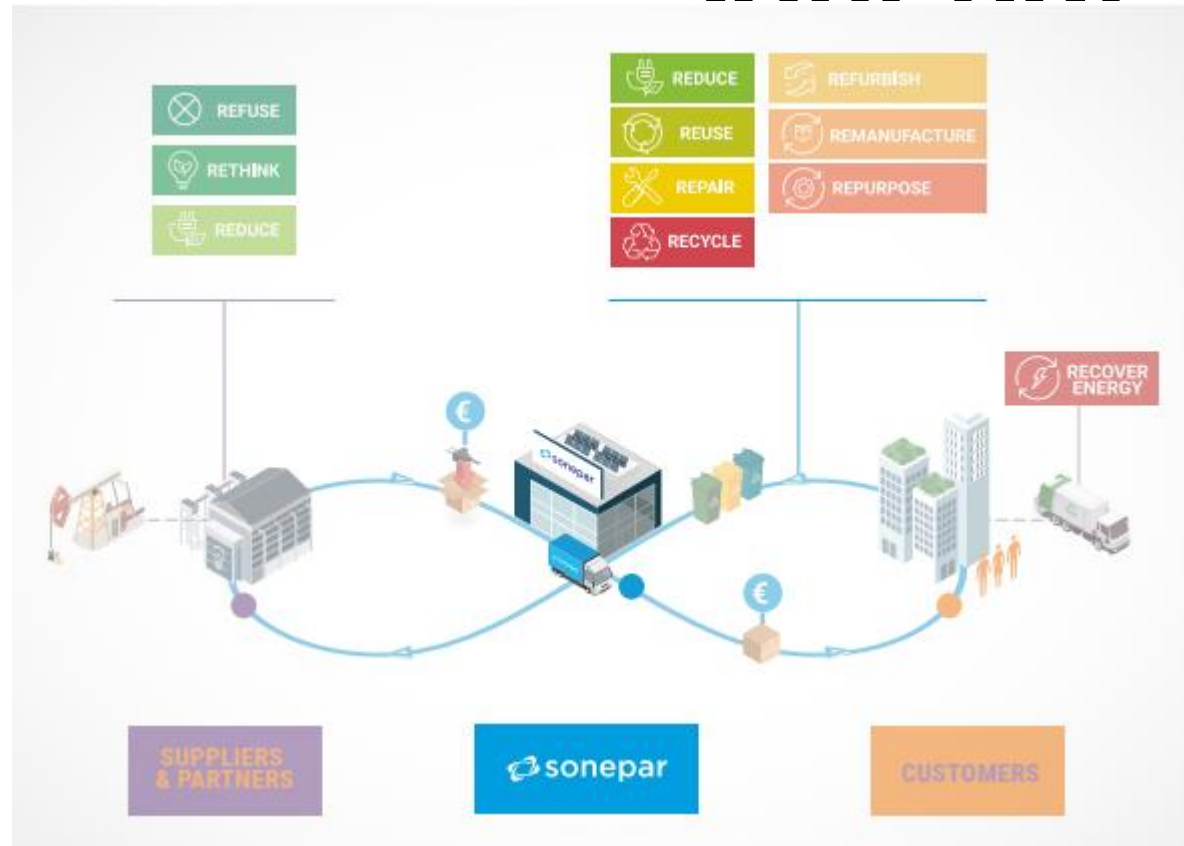 REFUSE
RETHINK
REDUCE
REDUCE
REFURBISH
REUSE
REMANUFACTURE
REPAIR
REPURPOSE
RECYCLE
RECOVER
ENERGY
€
sonepar
€
SUPPLIERS
& PARTNERS
sonepar
CUSTOMERS